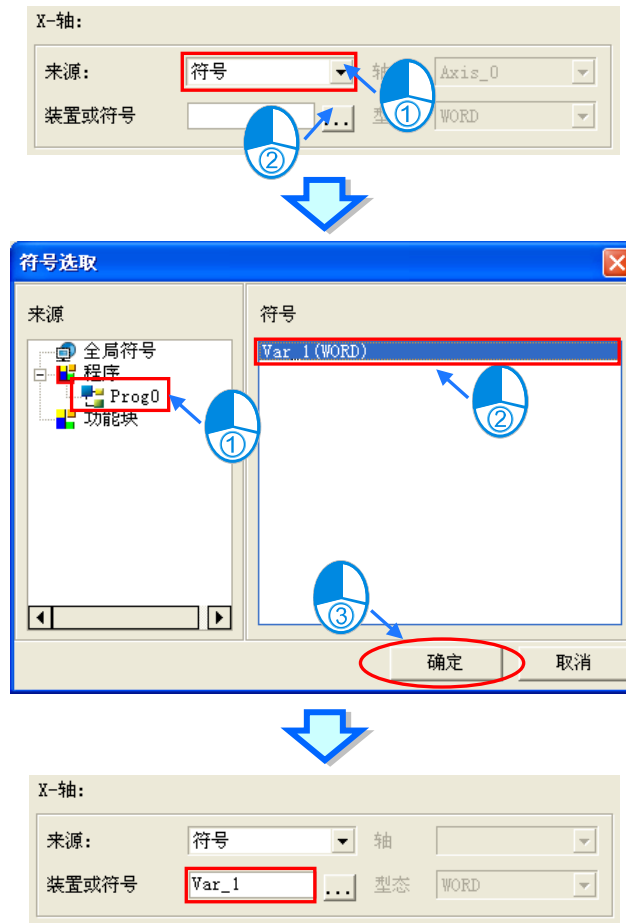 X-轴:
来源: 符号 轴 Axis_0
装置或符号 ... 型 WORD
① ②
符号选取
来源 符号
全局符号 Var_1(WORD)
程序
Prog0
功能块
① ② ③
确定 取消
X-轴:
来源: 符号 轴
装置或符号 Var_1 ... 型态 WORD